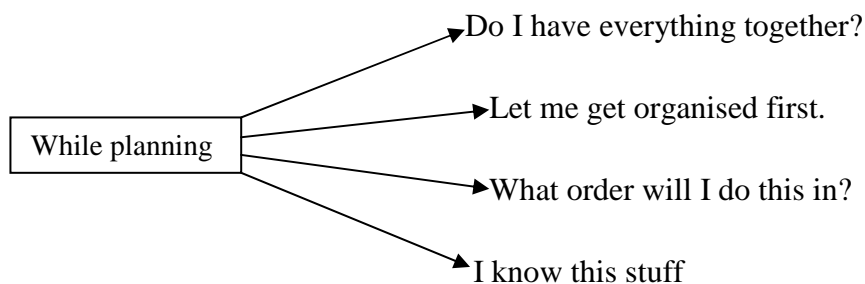 Do I have everything together?
Let me get organised first.
While planning
What order will I do this in?
I know this stuff